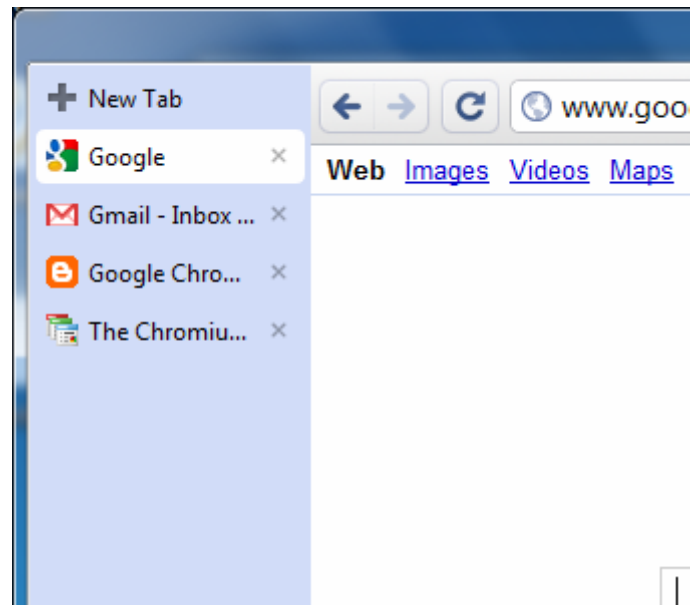 New Tab
Google
Gmail - Inbox ...
Google Chro...
The Chromiu...
www.goo
Web Images Videos Maps